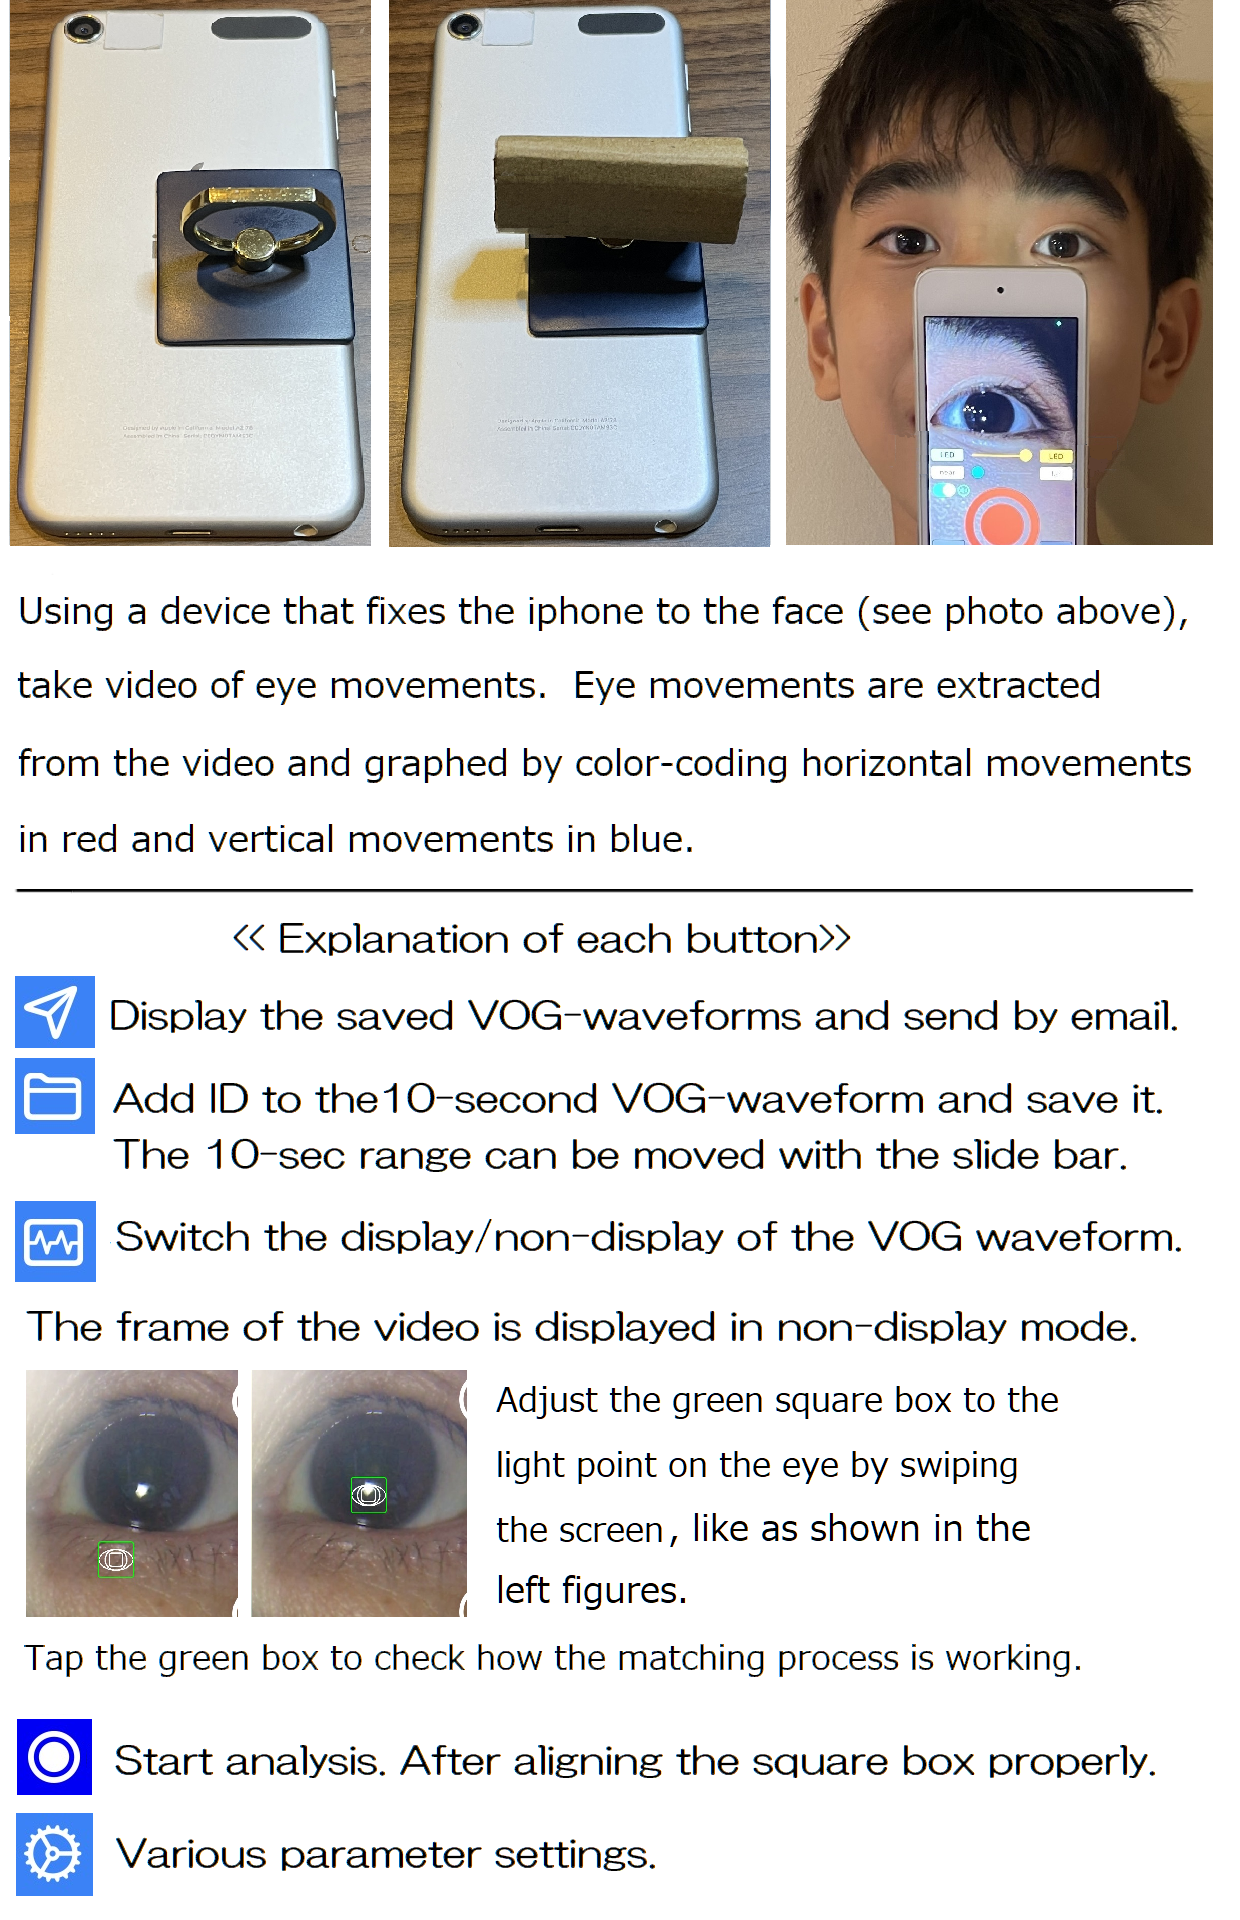 LED
LED
near
Using a device that fixes the iphone to the face (see photo above),
take video of eye movements. Eye movements are extracted
from the video and graphed by color-coding horizontal movements
in red and vertical movements in blue.
<< Explanation of each button>>
Display the saved VOG-waveforms and send by email.
Add ID to the10-second VOG-waveform and save it.
The 10-sec range can be moved with the slide bar.
Switch the display/non-display of the VOG waveform.
The frame of the video is displayed in non-display mode.
Adjust the green square box to the
light point on the eye by swiping
the screen, like as shown in the
left figures.
Tap the green box to check how the matching process is working.
Start analysis. After aligning the square box properly.
Various parameter settings.